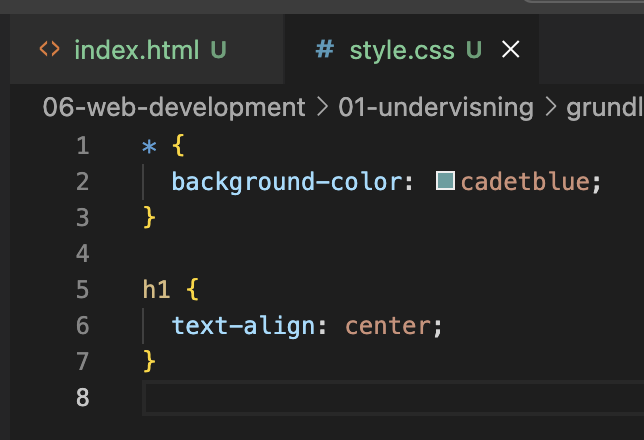 <> index.html U # style.css U ×
06-web-development > 01-undervisning > grundl
1 * {
2 background-color: cadetblue;
3 }
4
5 h1 {
6 text-align: center;
7 }
8